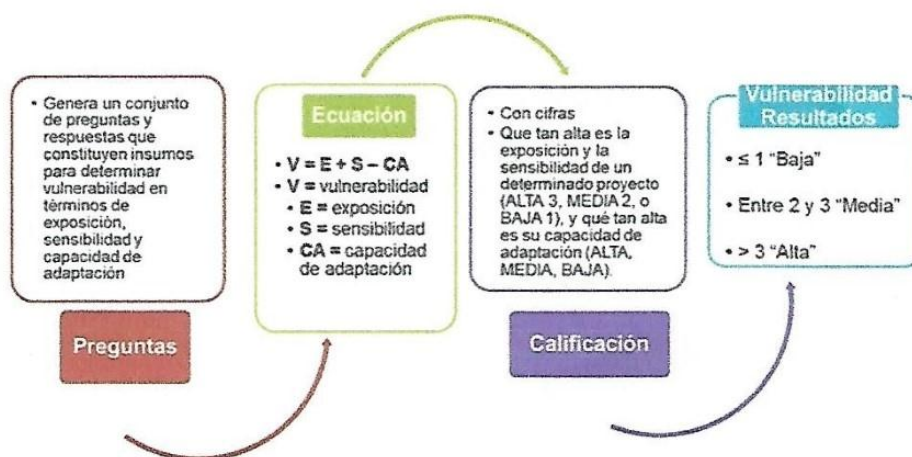 • Genera un conjunto
de preguntas y
respuestas que
constituyen insumos
para determinar
vulnerabilidad en
términos de
exposición,
sensibilidad y
capacidad de
adaptación
Preguntas
Ecuación
• V = E + S – CA
• V = vulnerabilidad
• E = exposición
• S = sensibilidad
• CA = capacidad
de adaptación
• Con cifras
• Que tan alta es la
exposición y la
sensibilidad de un
determinado proyecto
(ALTA 3, MEDIA 2, o
BAJA 1), y qué tan alta
es su capacidad de
adaptación (ALTA,
MEDIA, BAJA).
Calificación
Vulnerabilidad
Resultados
• ≤ 1 “Baja”
• Entre 2 y 3 “Media”
• > 3 “Alta”